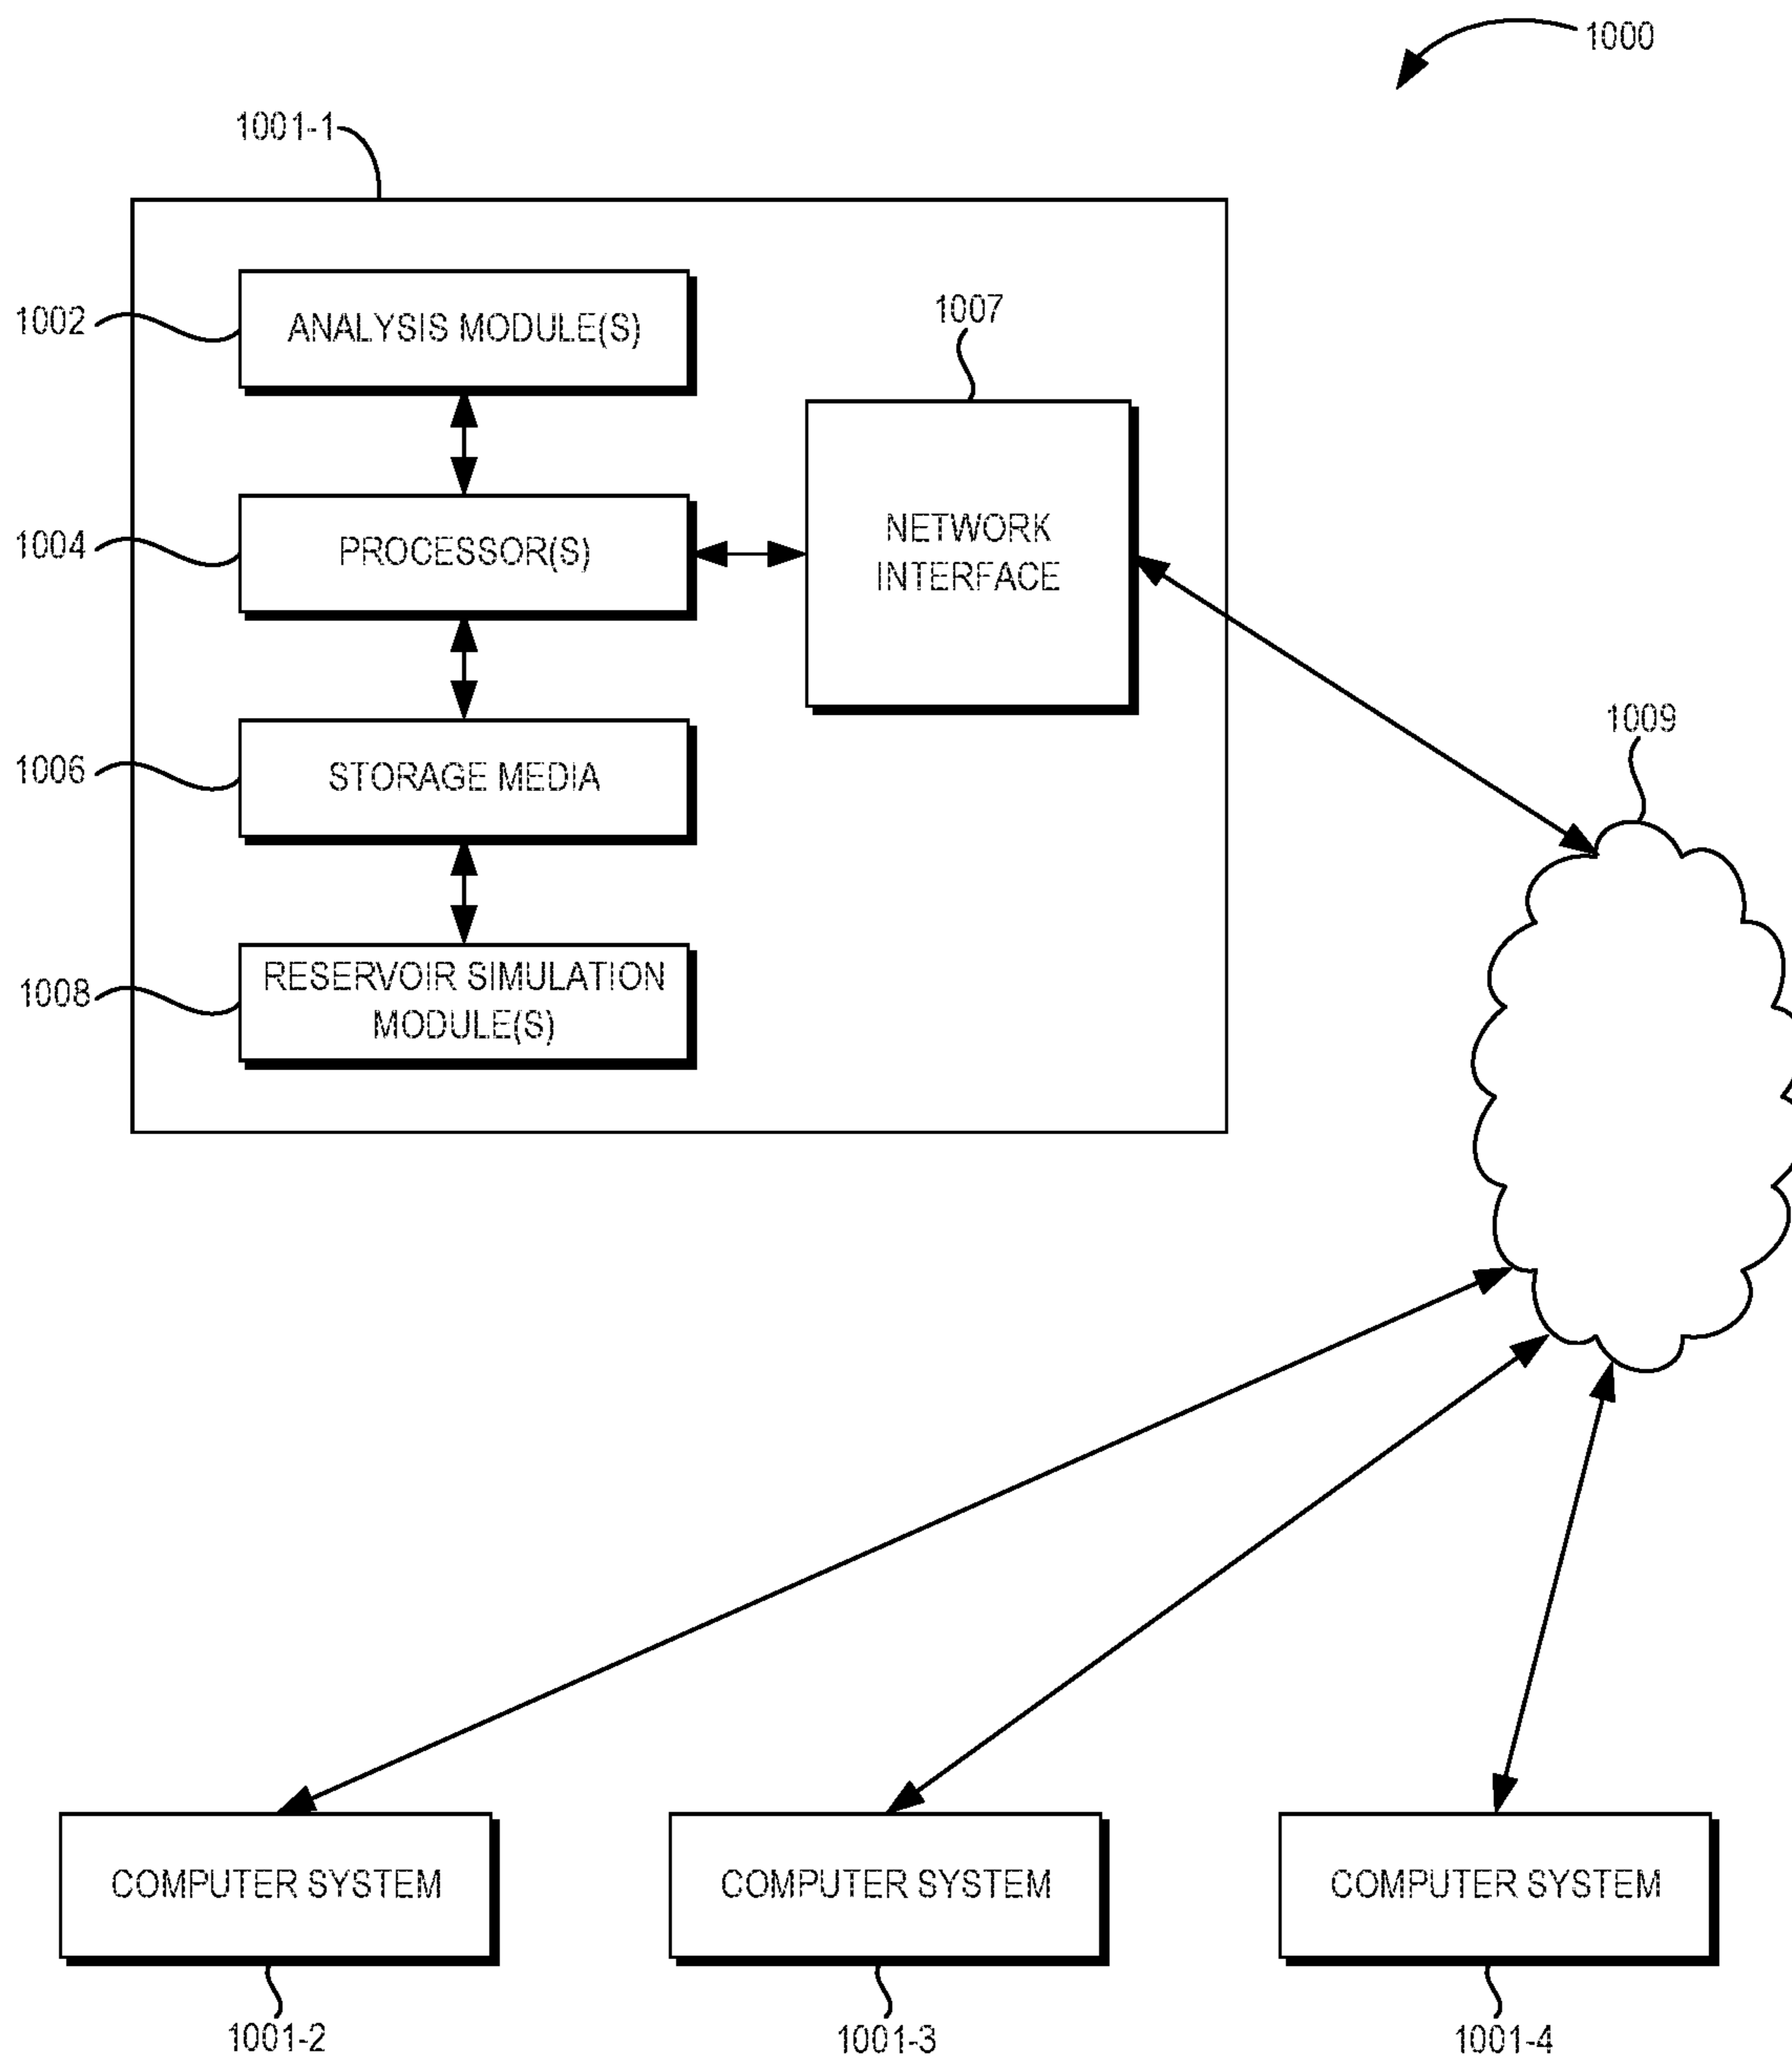 1000
1001-1
1002
ANALYSIS MODULE(S)
1007
1004
PROCESSOR(S)
NETWORK
INTERFACE
1006
STORAGE MEDIA
1009
1008
RESERVOIR SIMULATION
MODULE(S)
COMPUTER SYSTEM
COMPUTER SYSTEM
COMPUTER SYSTEM
1001-2
1001-3
1001-4